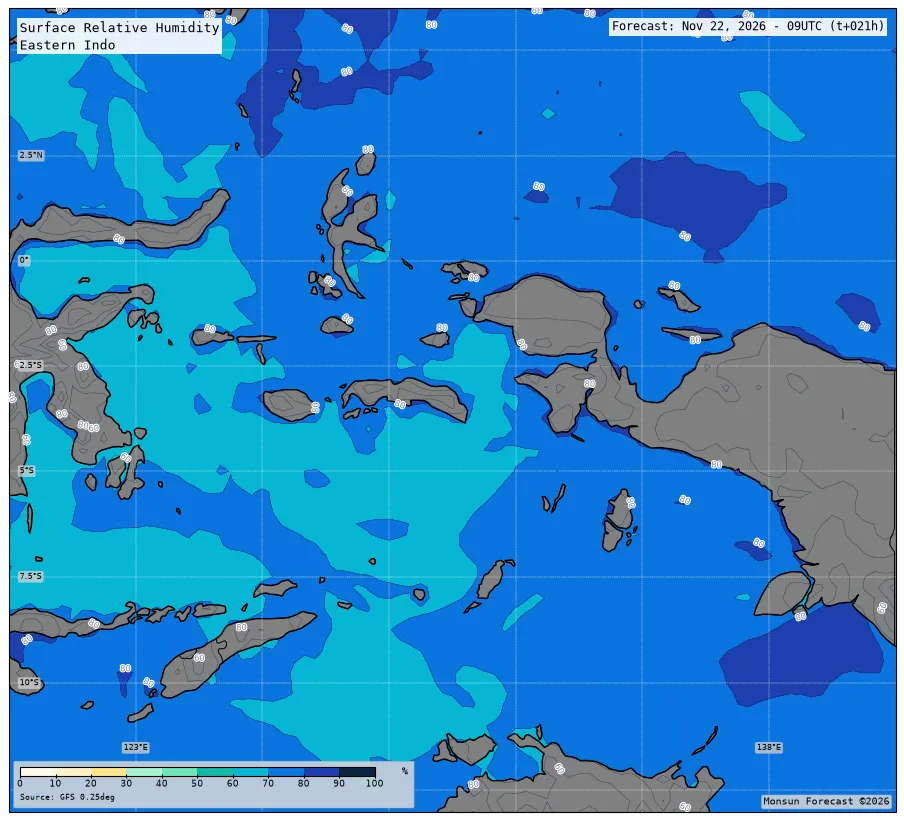 Surface Relative Humidity
Eastern Indo
Forecast: Nov 22, 2026 - 09UTC (t+021h)
2.5°N
0°
2.5°S
5°S
7.5°S
10°S
123°E
138°E
0 10 20 30 40 50 60 70 80 90 100 %
Source: GFS 0.25deg
Monsun Forecast ©2026